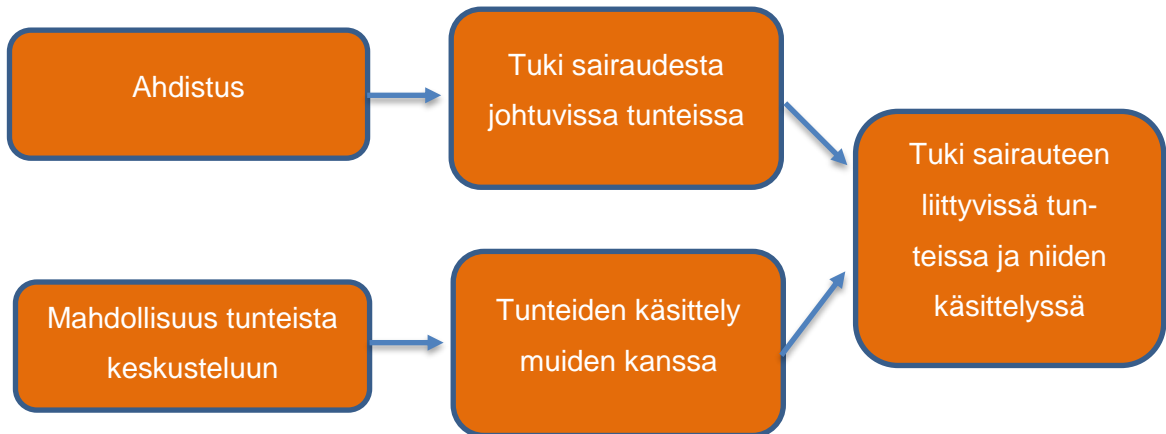 Ahdistus
Tuki sairaudesta
johtuvissa tunteissa
Tuki sairauteen
liittyvissä tun-
teissa ja niiden
käsittelyssä
Mahdollisuus tunteista
keskusteluun
Tunteiden käsittely
muiden kanssa